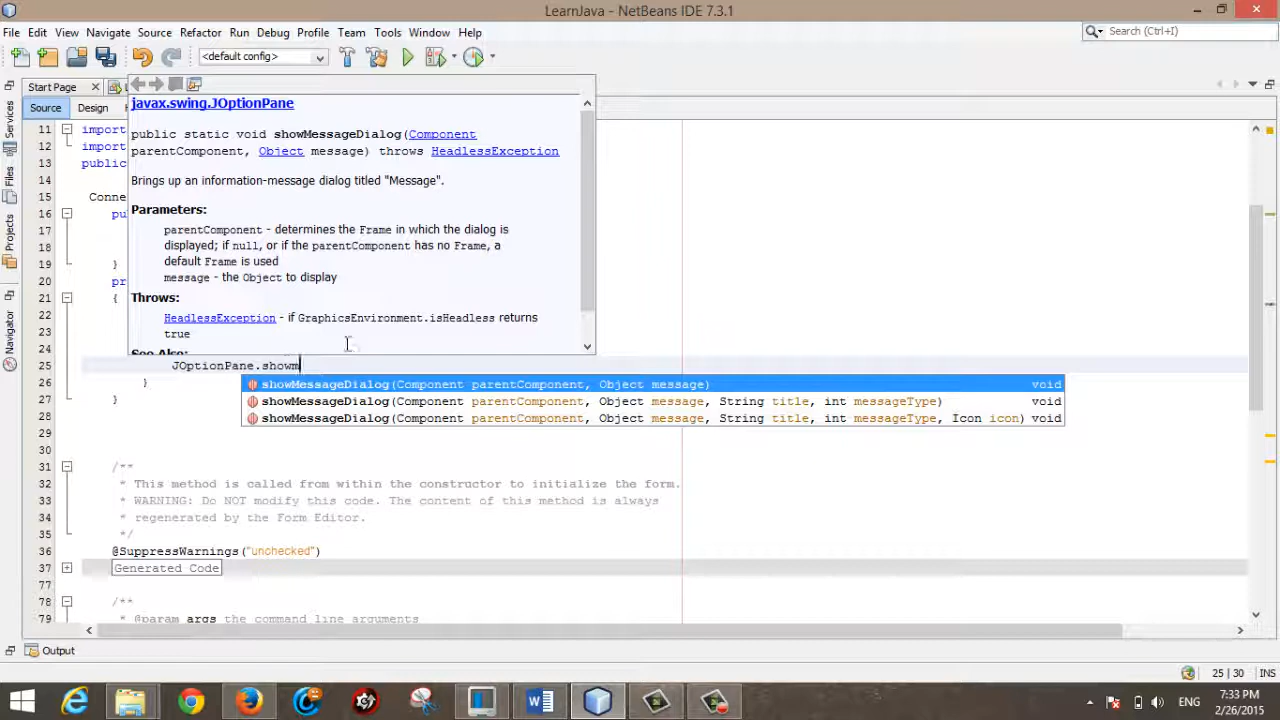 LearnJava - NetBeans IDE 7.3.1
File Edit View Navigate Source Refactor Run Debug Profile Team Tools Window Help
Search (Ctrl+I)
<default config>
Start Page
Source Design
javax.swing.JOptionPane
public static void showMessageDialog(Component
parentComponent, Object message) throws HeadlessException
Brings up an information-message dialog titled "Message".
Parameters:
parentComponent - determines the Frame in which the dialog is
displayed; if null, or if the parentComponent has no Frame, a
default Frame is used
message - the Object to display
Throws:
HeadlessException - if GraphicsEnvironment.isHeadless returns
true
See Also:
Services
Files
Projects
Navigator
11 import
12 import
13 public
14
15 Conne
16 pu
17
18
19 }
20 pr
21 {
22
23
24
25 JOptionPane.showm
26 }
27 }
28
29
30
31 /**
32 * This method is called from within the constructor to initialize the form.
33 * WARNING: Do NOT modify this code. The content of this method is always
34 * regenerated by the Form Editor.
35 */
36 @SuppressWarnings("unchecked")
37 Generated Code
77
78 /**
79 * @param args the command line arguments
showMessageDialog(Component parentComponent, Object message) void
showMessageDialog(Component parentComponent, Object message, String title, int messageType) void
showMessageDialog(Component parentComponent, Object message, String title, int messageType, Icon icon) void
Output
25 | 30 INS
ENG
7:33 PM
2/26/2015